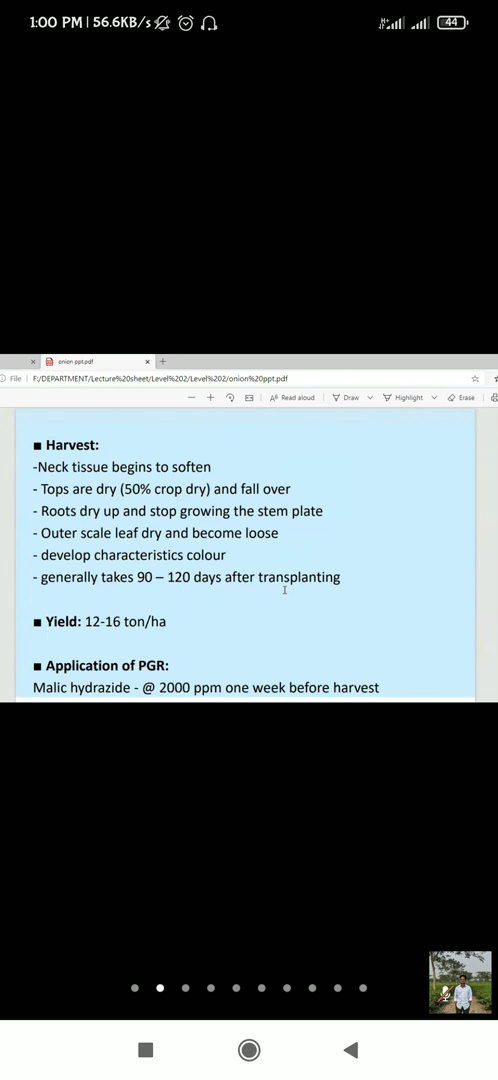 1:00 PM | 56.6KB/s
H+
44
onion ppt.pdf
File | F:/DEPARTMENT/Lecture%20sheet/Level%202/Level%202/onion%20ppt.pdf
Read aloud
Draw
Highlight
Erase
■ Harvest:
-Neck tissue begins to soften
- Tops are dry (50% crop dry) and fall over
- Roots dry up and stop growing the stem plate
- Outer scale leaf dry and become loose
- develop characteristics colour
- generally takes 90 – 120 days after transplanting
■ Yield: 12-16 ton/ha
■ Application of PGR:
Malic hydrazide - @ 2000 ppm one week before harvest